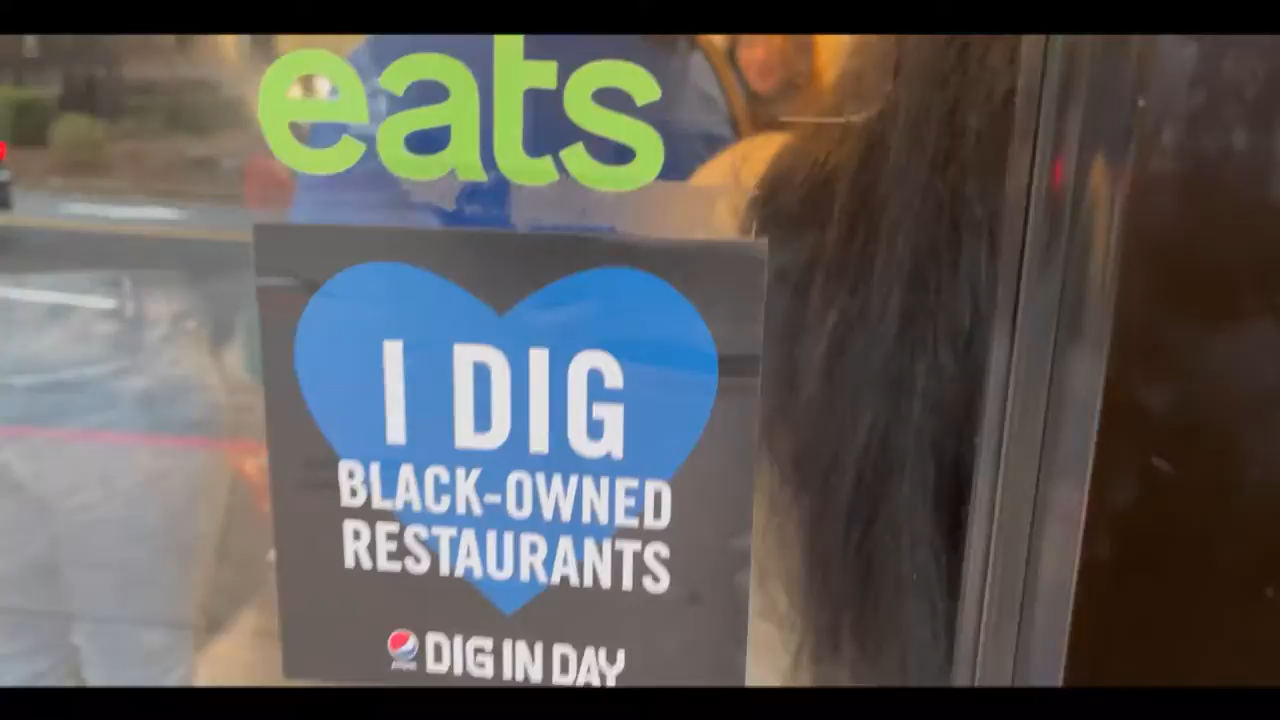 eats
I DIG
BLACK-OWNED
RESTAURANTS
DIG IN DAY